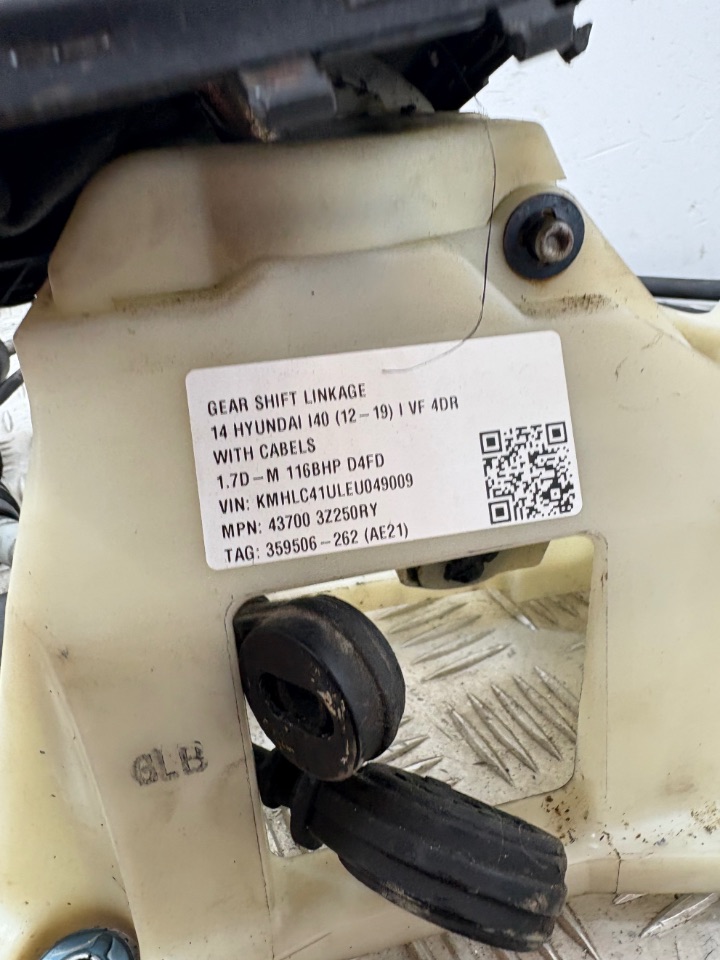 GEAR SHIFT LINKAGE
14 HYUNDAI I40 (12-19) I VF 4DR
WITH CABELS
1.7D-M 116BHP D4FD
VIN: KMHLC41ULEU049009
MPN: 43700 3Z250RY
TAG: 359506-262 (AE21)
GLB